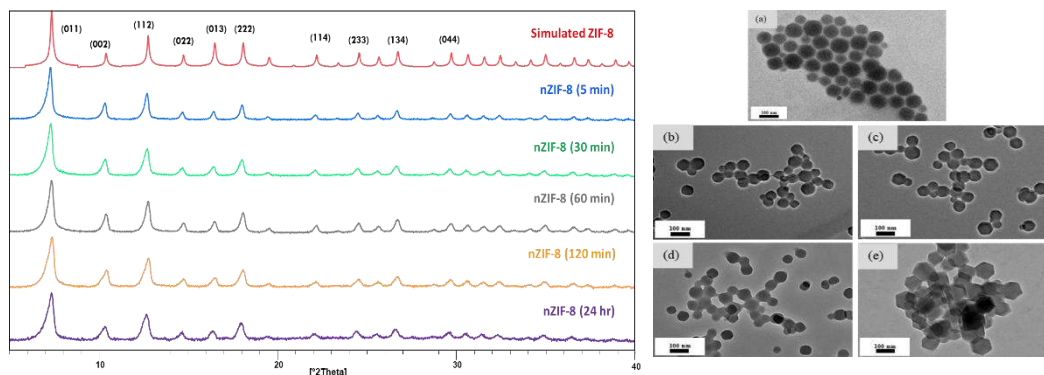 (011)
(002)
(112)
(022)
(013)
(222)
(114)
(233)
(134)
(044)
Simulated ZIF-8
nZIF-8 (5 min)
nZIF-8 (30 min)
nZIF-8 (60 min)
nZIF-8 (120 min)
nZIF-8 (24 hr)
10
20
30
40
[°2Theta]
(a)
100 nm
(b)
100 nm
(c)
100 nm
(d)
100 nm
(e)
100 nm